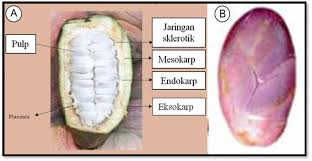 A
B
Pulp
Jaringan
sklerotik
Mesokarp
Endokarp
Eksokarp
Plasenta